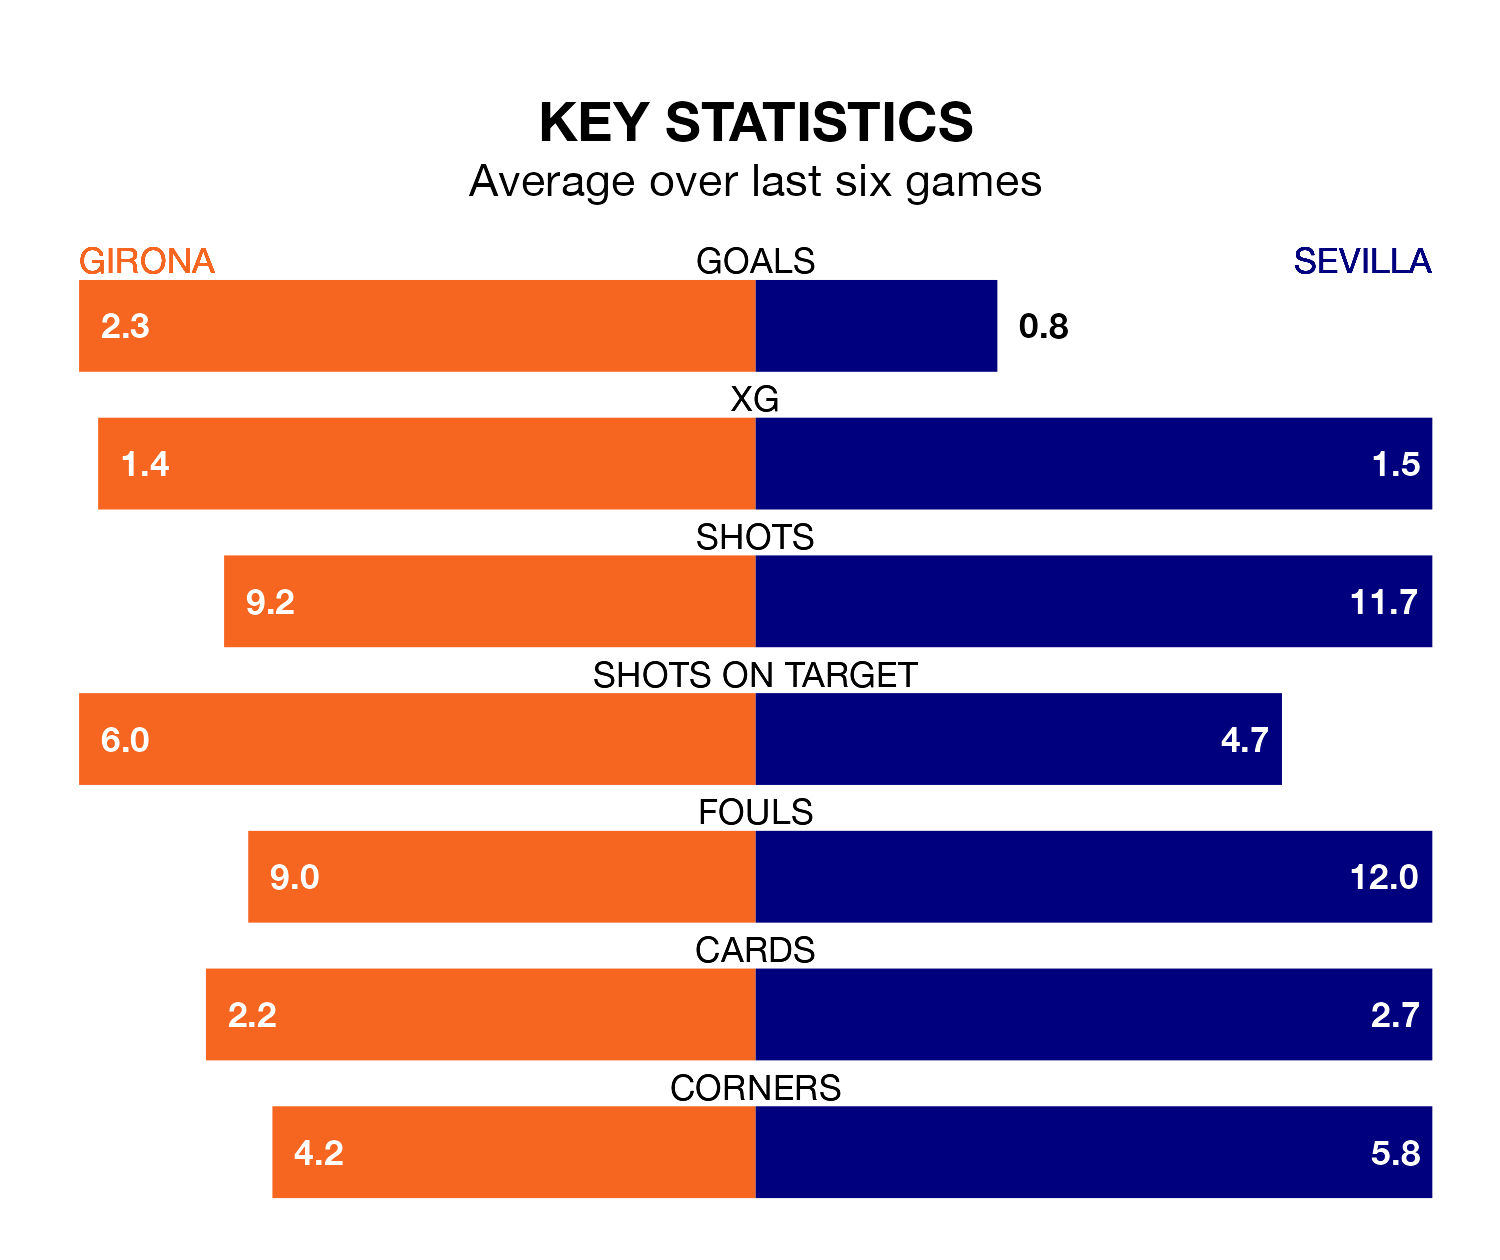 KEY STATISTICS
Average over last six games
GIRONA GOALS SEVILLA
2.3 0.8
XG
1.4 1.5
SHOTS
9.2 11.7
SHOTS ON TARGET
6.0 4.7
FOULS
9.0 12.0
CARDS
2.2 2.7
CORNERS
4.2 5.8